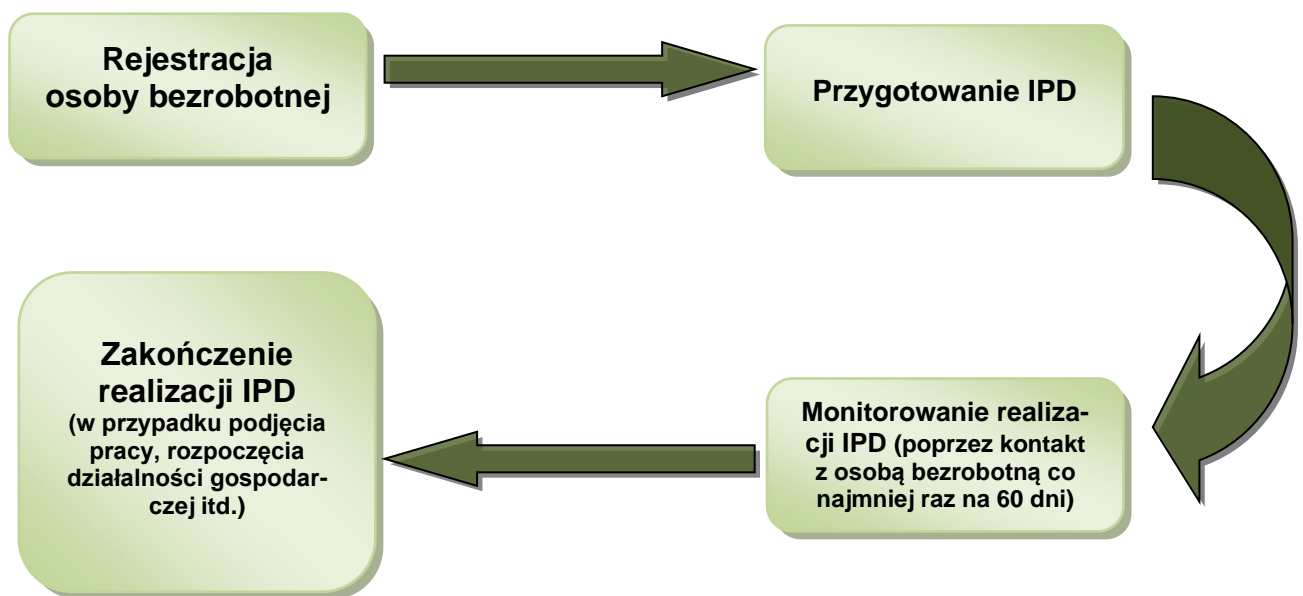 Rejestracja
osoby bezrobotnej
Przygotowanie IPD
Monitorowanie realiza-
cji IPD (poprzez kontakt
z osobą bezrobotną co
najmniej raz na 60 dni)
Zakończenie
realizacji IPD
(w przypadku podjęcia
pracy, rozpoczęcia
działalności gospodar-
czej itd.)